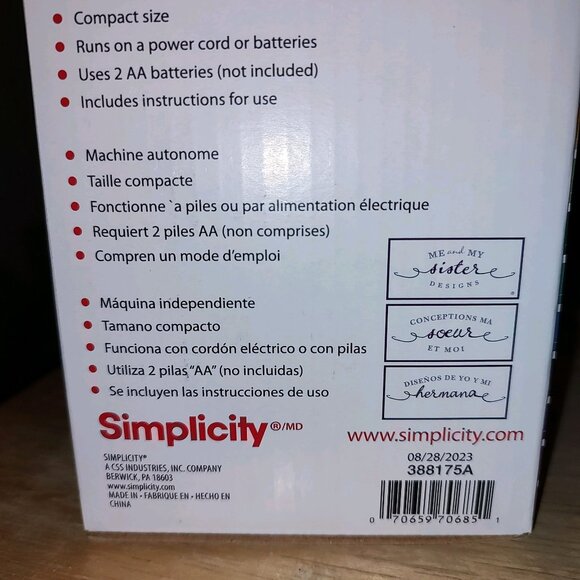 • Compact size
• Runs on a power cord or batteries
• Uses 2 AA batteries (not included)
• Includes instructions for use
• Machine autonome
• Taille compacte
• Fonctionne `a piles ou par alimentation électrique
• Requiert 2 piles AA (non comprises)
• Compren un mode d'emploi
• Máquina independiente
• Tamano compacto
• Funciona con cordón eléctrico o con pilas
• Utiliza 2 pilas "AA" (no incluidas)
• Se incluyen las instrucciones de uso
ME and MY
sister
DESIGNS
®
CONCEPTIONS MA
soeur
ET MOI
DISEÑOS DE YO Y MI
hermana
Simplicity®/MD
www.simplicity.com
SIMPLICITY®
A CSS INDUSTRIES, INC. COMPANY
BERWICK, PA 18603
www.simplicity.com
MADE IN • FABRIQUE EN • HECHO EN
CHINA
08/28/2023
388175A
0 70659 70685 1